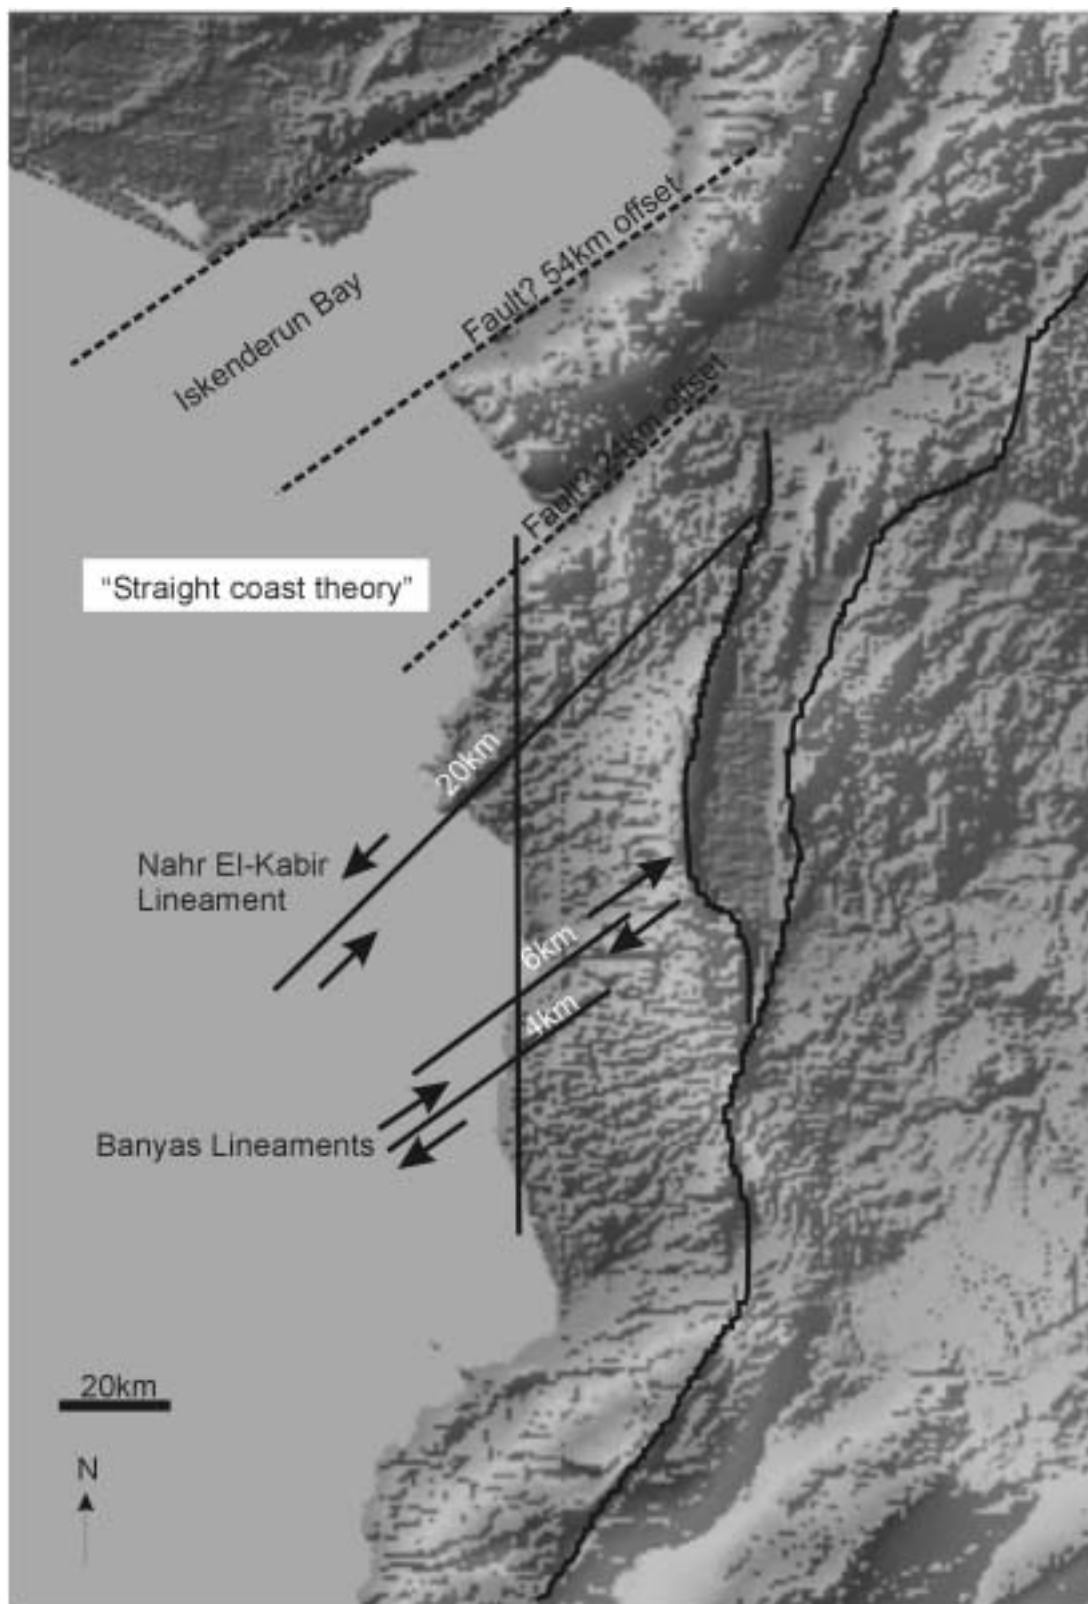 Fault? 54km offset
Iskenderun Bay
Fault? 24km offset
“Straight coast theory”
20km
Nahr El-Kabir
Lineament
6km
4km
Banyas Lineaments
20km
N